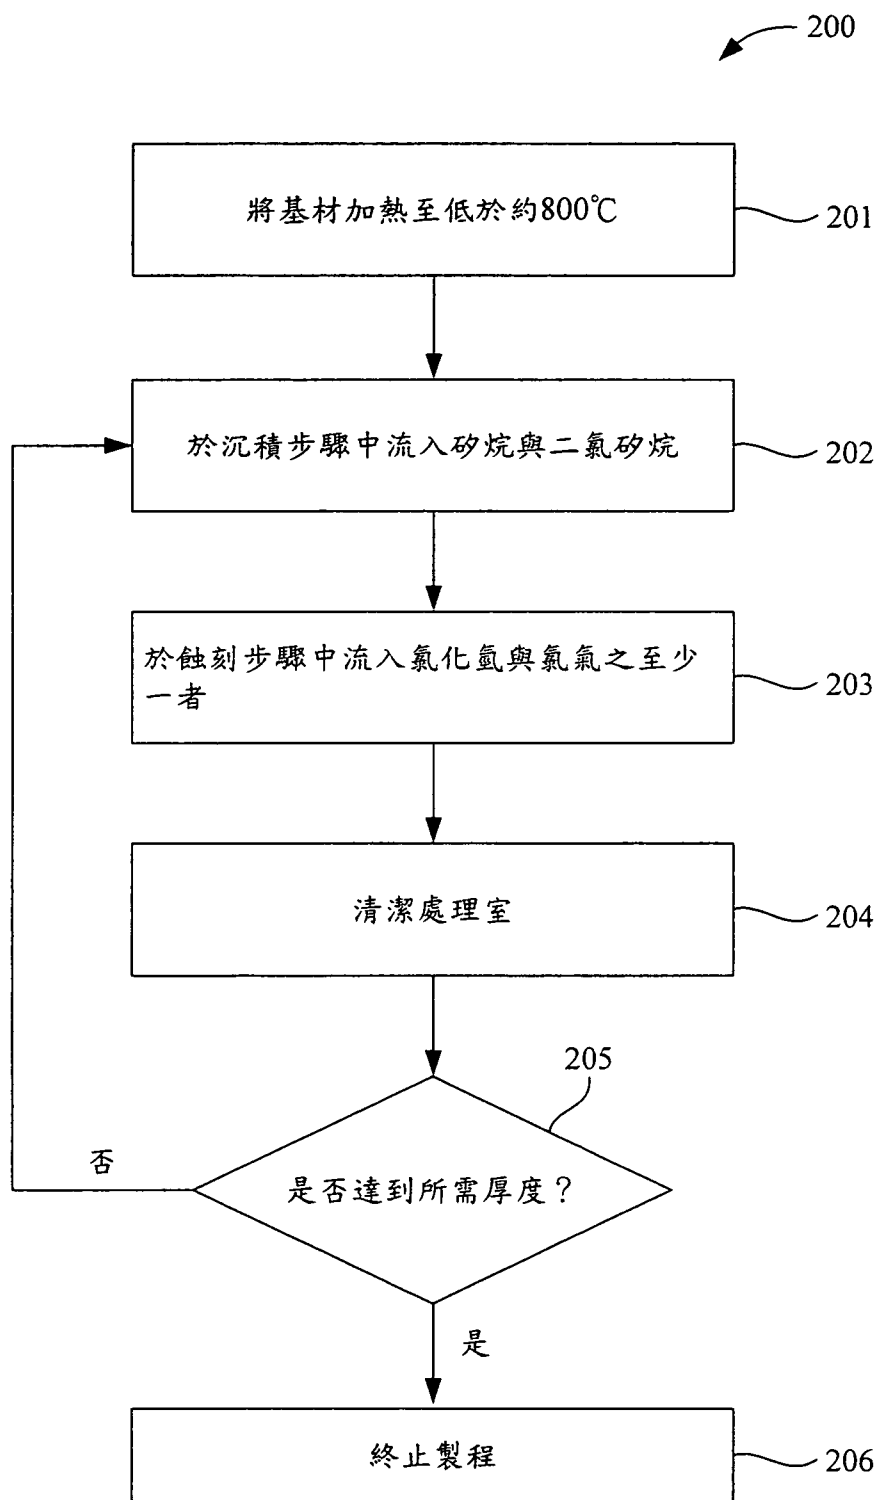 200
將基材加熱至低於約800℃
201
於沉積步驟中流入矽烷與二氯矽烷
202
於蝕刻步驟中流入氯化氫與氯氣之至少
一者
203
清潔處理室
204
205
是否達到所需厚度？
否
是
終止製程
206